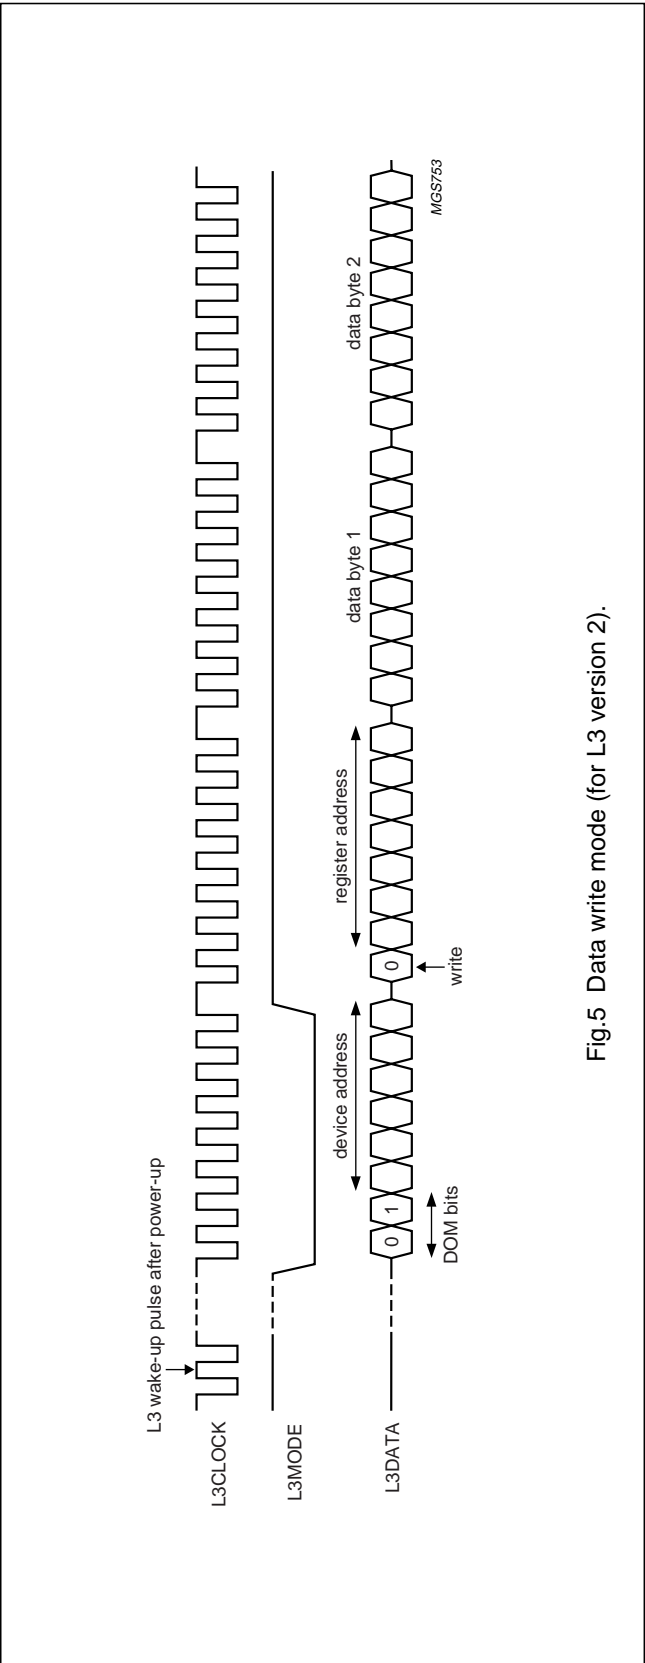 L3 wake-up pulse after power-up
L3CLOCK
L3MODE
device address
register address
data byte 1
data byte 2
L3DATA
0
1
0
DOM bits
write
MGS753
Fig.5 Data write mode (for L3 version 2).